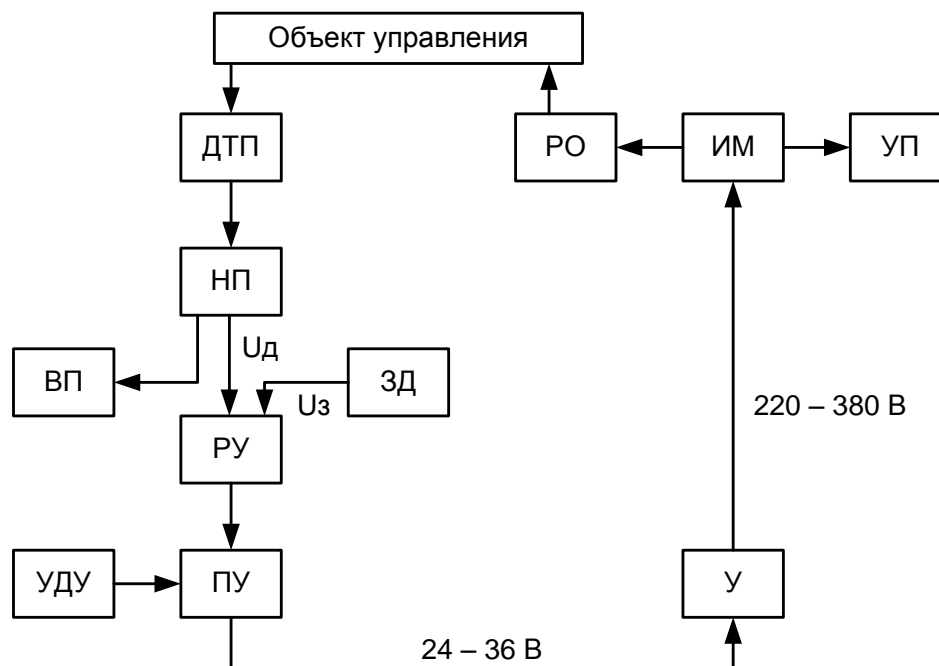 Объект управления
ДТП
РО
ИМ
УП
НП
Uд
ВП
ЗД
Uз
220 – 380 В
РУ
УДУ
ПУ
У
24 – 36 В